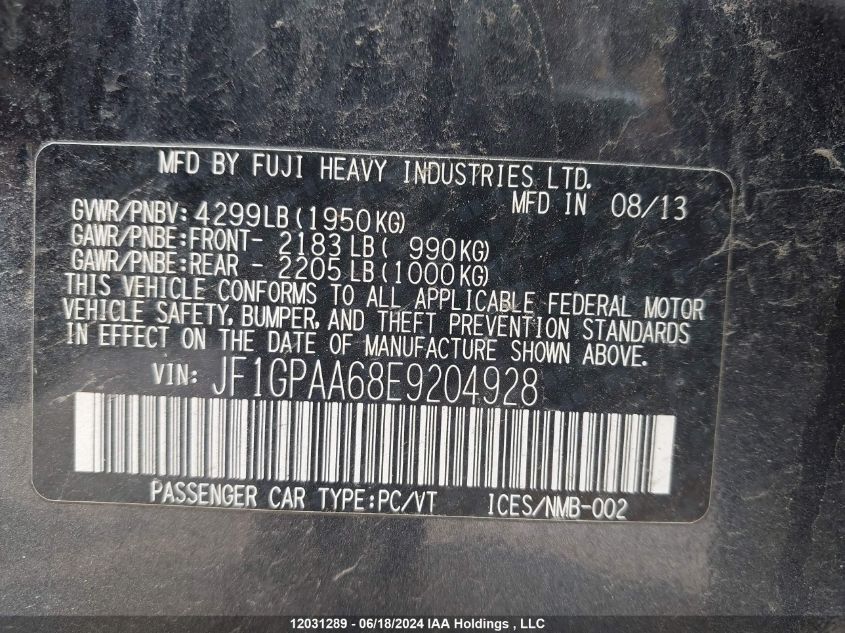 MFD BY FUJI HEAVY INDUSTRIES LTD.
MFD IN 08/13
GVWR/PNBV: 4299LB (1950KG)
GAWR/PNBE: FRONT- 2183 LB ( 990KG)
GAWR/PNBE: REAR - 2205 LB (1000KG)
THIS VEHICLE CONFORMS TO ALL APPLICABLE FEDERAL MOTOR
VEHICLE SAFETY, BUMPER, AND THEFT PREVENTION STANDARDS
IN EFFECT ON THE DATE OF MANUFACTURE SHOWN ABOVE.
VIN: JF1GPAA68E9204928
PASSENGER CAR TYPE:PC/VT ICES/NMB-002
12031289 - 06/18/2024 IAA Holdings , LLC